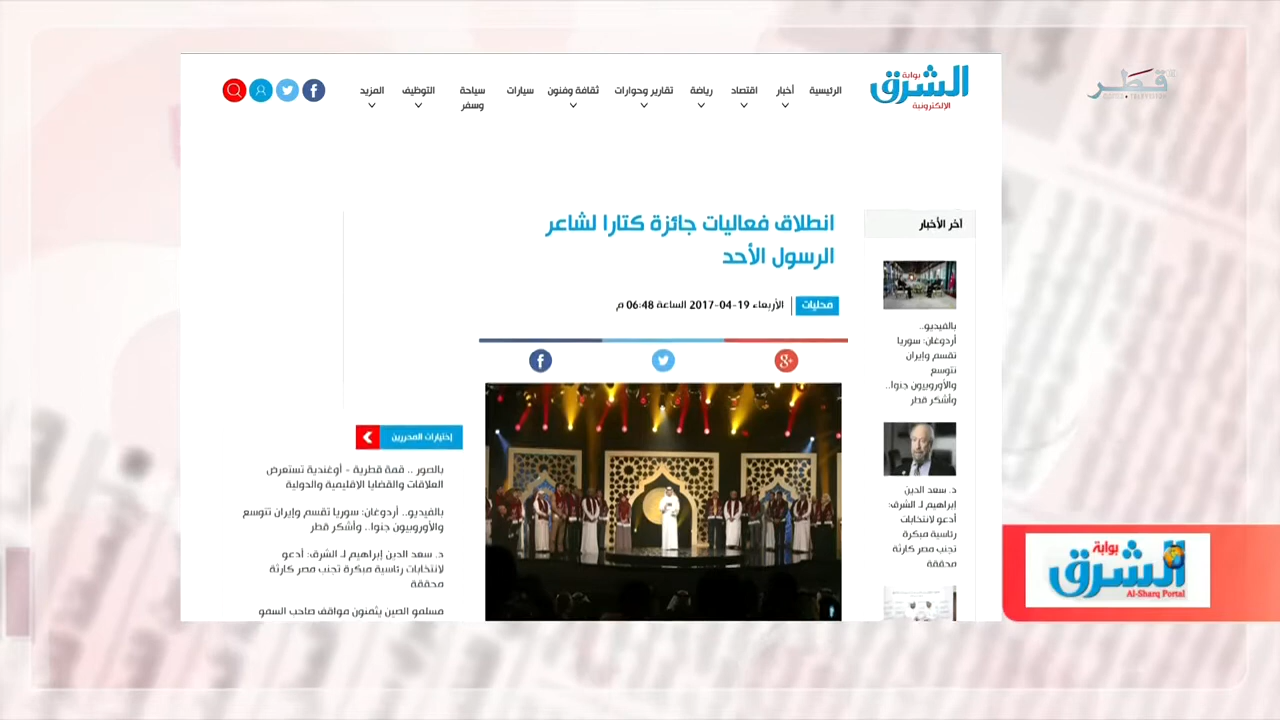 بوابة
الشرق
الإلكترونية
الرئيسية
أخبار
اقتصاد
رياضة
تقارير وحوارات
ثقافة وفنون
سيارات
سياحة
وسفر
التوظيف
المزيد
قطر
QATAR TELEVISION
انطلاق فعاليات جائزة كتارا لشاعر
الرسول الأحد
محليات
الأربعاء 19-04-2017 الساعة 06:48 م
آخر الأخبار
بالفيديو..
أردوغان: سوريا
تقسم وإيران
تتوسع
والأوروبيون جنوا..
وأشكر قطر
د. سعد الدين
إبراهيم لـ الشرق:
أدعو لانتخابات
رئاسية مبكرة
تجنب مصر كارثة
محققة
إختيارات المحررين
بالصور .. قمة قطرية - أوغندية تستعرض
العلاقات والقضايا الإقليمية والدولية
بالفيديو.. أردوغان: سوريا تقسم وإيران تتوسع
والأوروبيون جنوا.. وأشكر قطر
د. سعد الدين إبراهيم لـ الشرق: أدعو
لانتخابات رئاسية مبكرة تجنب مصر كارثة
محققة
مسلمو الصين يثمنون مواقف صاحب السمو
بوابة
الشرق
Al-Sharq Portal